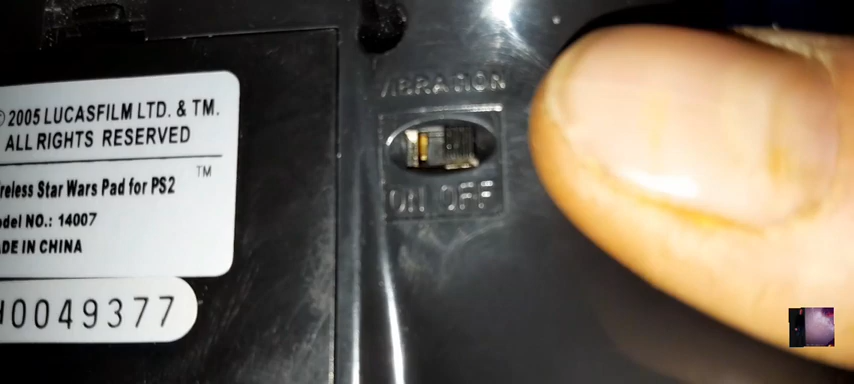 © 2005 LUCASFILM LTD. & TM.
ALL RIGHTS RESERVED
TM
reless Star Wars Pad for PS2
odel NO.: 14007
ADE IN CHINA
0049377
VIBRATION
ON OFF